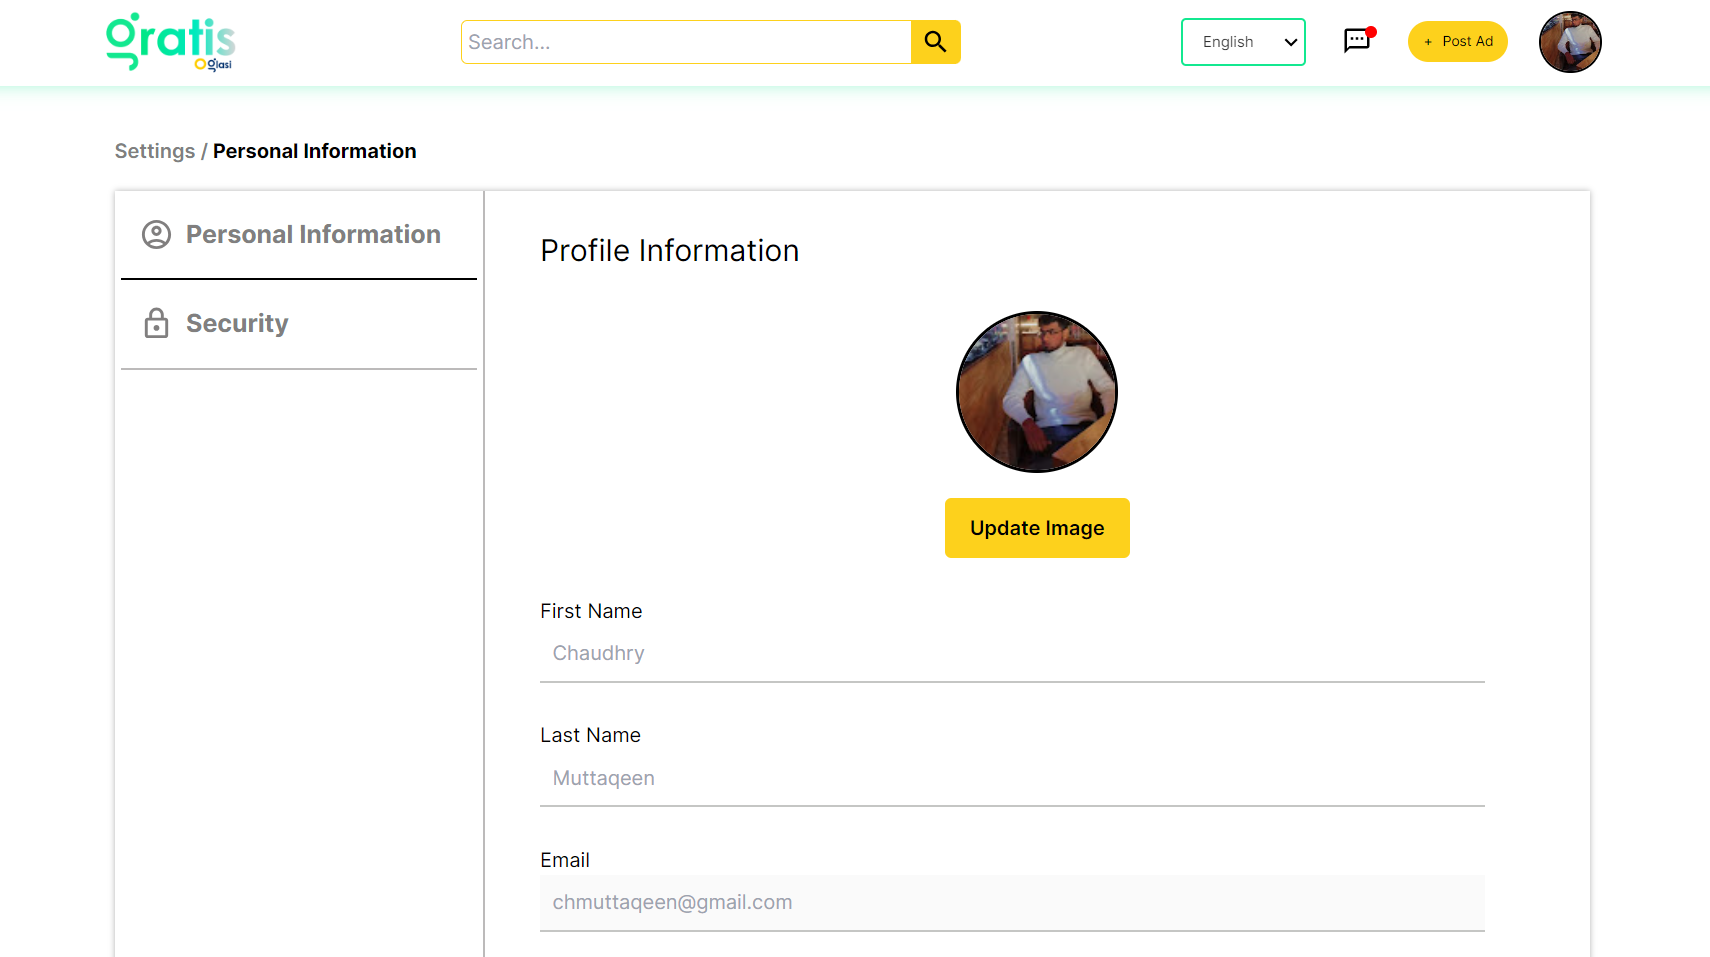 gratis
Oglasi
Search...
English
+ Post Ad
Settings / Personal Information
Personal Information
Security
Profile Information
Update Image
First Name
Chaudhry
Last Name
Muttaqeen
Email
chmuttaqeen@gmail.com